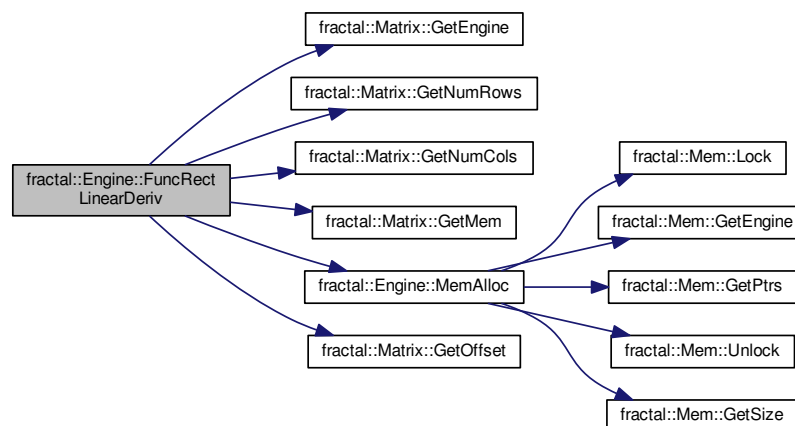 fractal::Matrix::GetEngine
fractal::Matrix::GetNumRows
fractal::Matrix::GetNumCols
fractal::Mem::Lock
fractal::Engine::FuncRect
LinearDeriv
fractal::Matrix::GetMem
fractal::Mem::GetEngine
fractal::Engine::MemAlloc
fractal::Mem::GetPtrs
fractal::Matrix::GetOffset
fractal::Mem::Unlock
fractal::Mem::GetSize